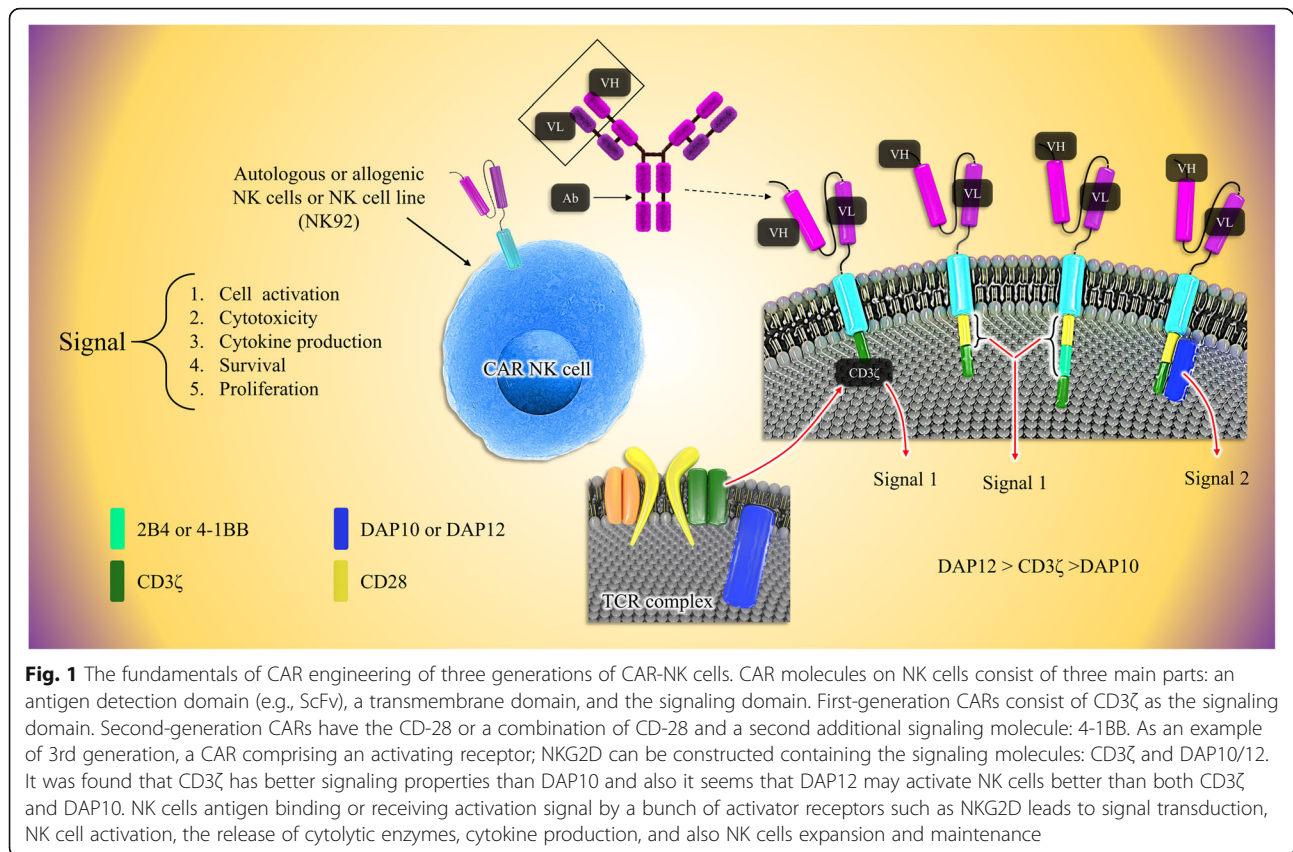 VH
VL
Ab
Autologous or allogenic
NK cells or NK cell line
(NK92)
Signal
1. Cell activation
2. Cytotoxicity
3. Cytokine production
4. Survival
5. Proliferation
CAR NK cell
VH
VL
VH
VL
VH
VL
VH
VL
CD3ζ
Signal 1
Signal 1
Signal 2
TCR complex
DAP12 > CD3ζ >DAP10
2B4 or 4-1BB
DAP10 or DAP12
CD3ζ
CD28
Fig. 1 The fundamentals of CAR engineering of three generations of CAR-NK cells. CAR molecules on NK cells consist of three main parts: an
antigen detection domain (e.g., ScFv), a transmembrane domain, and the signaling domain. First-generation CARs consist of CD3ζ as the signaling
domain. Second-generation CARs have the CD-28 or a combination of CD-28 and a second additional signaling molecule: 4-1BB. As an example
of 3rd generation, a CAR comprising an activating receptor; NKG2D can be constructed containing the signaling molecules: CD3ζ and DAP10/12.
It was found that CD3ζ has better signaling properties than DAP10 and also it seems that DAP12 may activate NK cells better than both CD3ζ
and DAP10. NK cells antigen binding or receiving activation signal by a bunch of activator receptors such as NKG2D leads to signal transduction,
NK cell activation, the release of cytolytic enzymes, cytokine production, and also NK cells expansion and maintenance